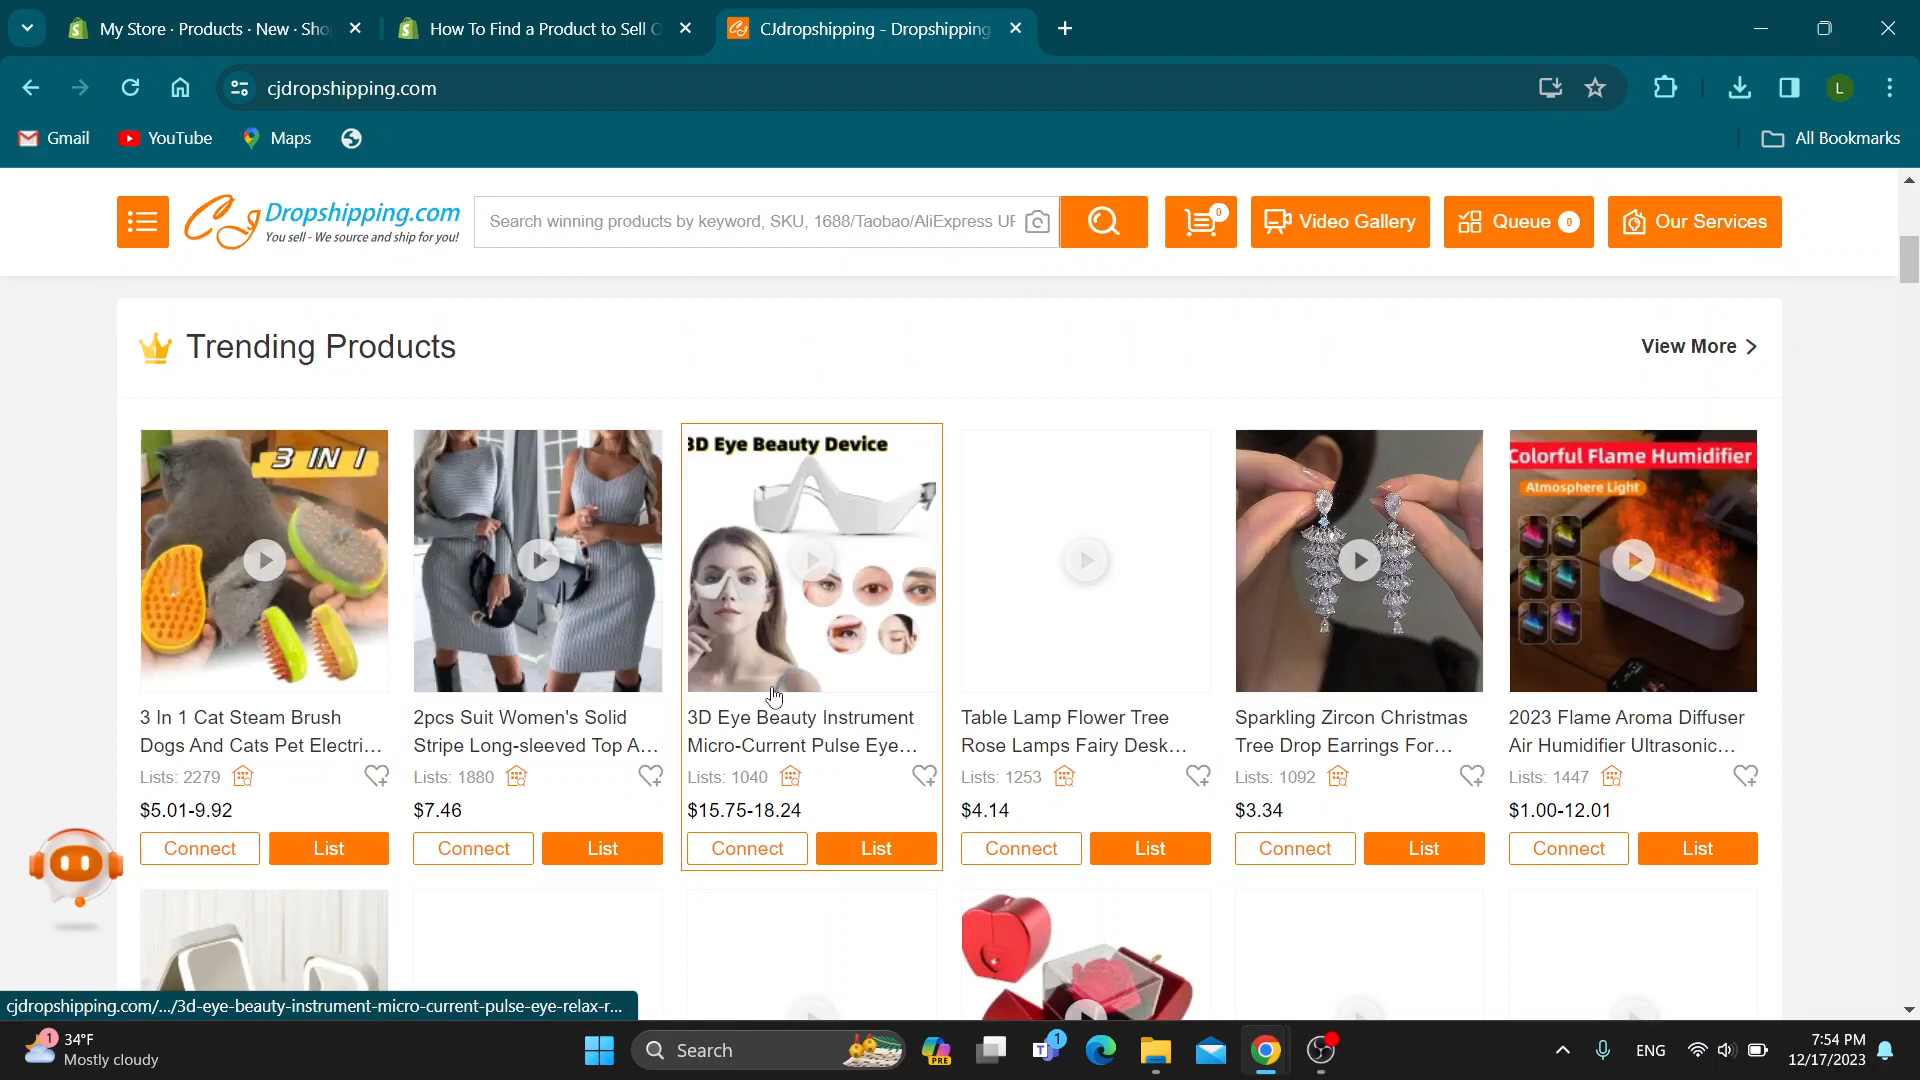 My Store · Products · New · Sho
How To Find a Product to Sell O
CJdropshipping - Dropshipping
cjdropshipping.com
L
Gmail
YouTube
Maps
All Bookmarks
Dropshipping.com
You sell - We source and ship for you!
Search winning products by keyword, SKU, 1688/Taobao/AliExpress UR
0
Video Gallery
Queue 0
Our Services
Trending Products
View More
3 IN 1
3D Eye Beauty Device
Colorful Flame Humidifier
Atmosphere Light
3 In 1 Cat Steam Brush
Dogs And Cats Pet Electri...
Lists: 2279
$5.01-9.92
Connect
List
2pcs Suit Women's Solid
Stripe Long-sleeved Top A...
Lists: 1880
$7.46
Connect
List
3D Eye Beauty Instrument
Micro-Current Pulse Eye...
Lists: 1040
$15.75-18.24
Connect
List
Table Lamp Flower Tree
Rose Lamps Fairy Desk...
Lists: 1253
$4.14
Connect
List
Sparkling Zircon Christmas
Tree Drop Earrings For...
Lists: 1092
$3.34
Connect
List
2023 Flame Aroma Diffuser
Air Humidifier Ultrasonic...
Lists: 1447
$1.00-12.01
Connect
List
cjdropshipping.com/.../3d-eye-beauty-instrument-micro-current-pulse-eye-relax-r...
1
34°F
Mostly cloudy
Search
PRE
1
ENG
7:54 PM
12/17/2023